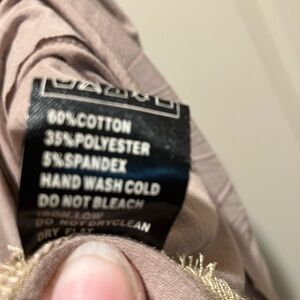 60%COTTON
35%POLYESTER
5%SPANDEX
HAND WASH COLD
DO NOT BLEACH
IRON LOW
DO NOT DRYCLEAN
DRY FLAT